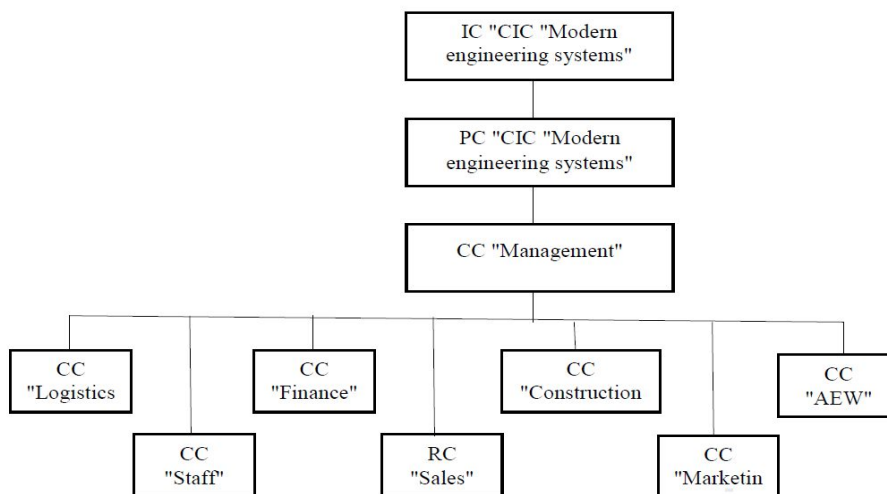 IC "CIC "Modern
engineering systems"
PC "CIC "Modern
engineering systems"
CC "Management"
CC
"Logistics
CC
"Finance"
CC
"Construction
CC
"AEW"
CC
"Staff"
RC
"Sales"
CC
"Marketin